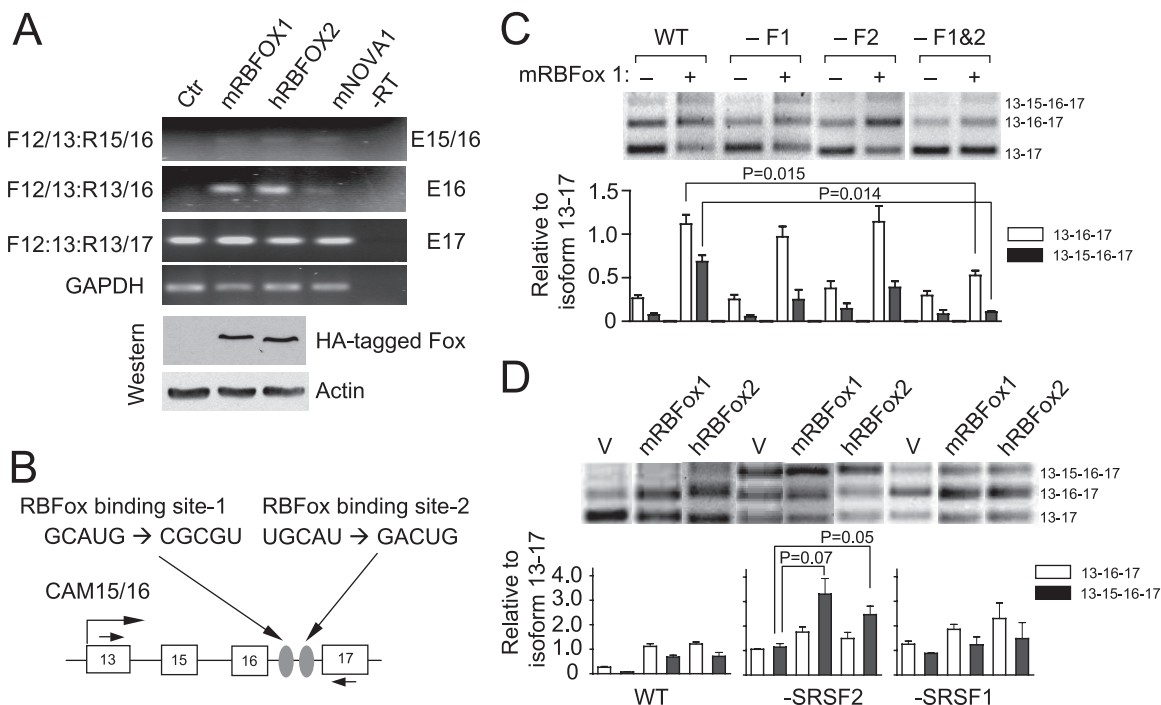 A
Ctr
mRBFOX1
hRBFOX2
mNOVA1
-RT
F12/13:R15/16
E15/16
F12/13:R13/16
E16
F12:13:R13/17
E17
GAPDH
Western
HA-tagged Fox
Actin
B
RBFox binding site-1
RBFox binding site-2
GCAUG → CGCGU
UGCAU → GACUG
CAM15/16
13
15
16
17
C
WT
– F1
– F2
– F1&2
mRBFox 1:
– + – + – + – +
13-15-16-17
13-16-17
13-17
P=0.015
P=0.014
Relative to
isoform 13-17
1.5
1.0
0.5
0
13-16-17
13-15-16-17
D
V
mRBFox1
hRBFox2
V
mRBFox1
hRBFox2
V
mRBFox1
hRBFox2
13-15-16-17
13-16-17
13-17
P=0.05
P=0.07
Relative to
isoform 13-17
4.0
3.0
2.0
1.0
0
13-16-17
13-15-16-17
WT
-SRSF2
-SRSF1